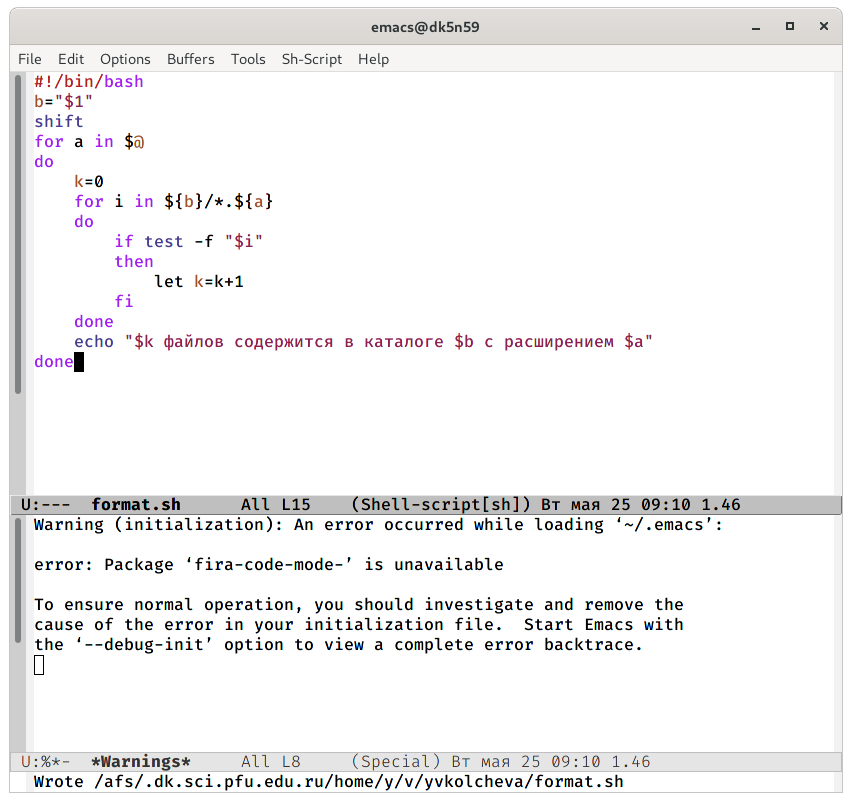 emacs@dk5n59
File Edit Options Buffers Tools Sh-Script Help
#!/bin/bash
b="$1"
shift
for a in $@
do
    k=0
    for i in ${b}/*.${a}
    do
        if test -f "$i"
        then
            let k=k+1
        fi
    done
    echo "$k файлов содержится в каталоге $b с расширением $a"
done
U:---  format.sh      All L15    (Shell-script[sh]) Вт мая 25 09:10 1.46
Warning (initialization): An error occurred while loading ‘~/.emacs’:
error: Package ‘fira-code-mode-’ is unavailable
To ensure normal operation, you should investigate and remove the
cause of the error in your initialization file.  Start Emacs with
the ‘--debug-init’ option to view a complete error backtrace.
U:%*-  *Warnings*     All L8     (Special) Вт мая 25 09:10 1.46
Wrote /afs/.dk.sci.pfu.edu.ru/home/y/v/yvkolcheva/format.sh